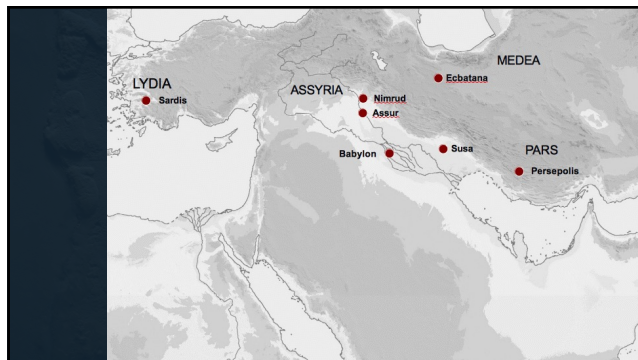 MEDEA
Ecbatana
LYDIA
Sardis
ASSYRIA
Nimrud
Assur
Babylon
Susa
PARS
Persepolis